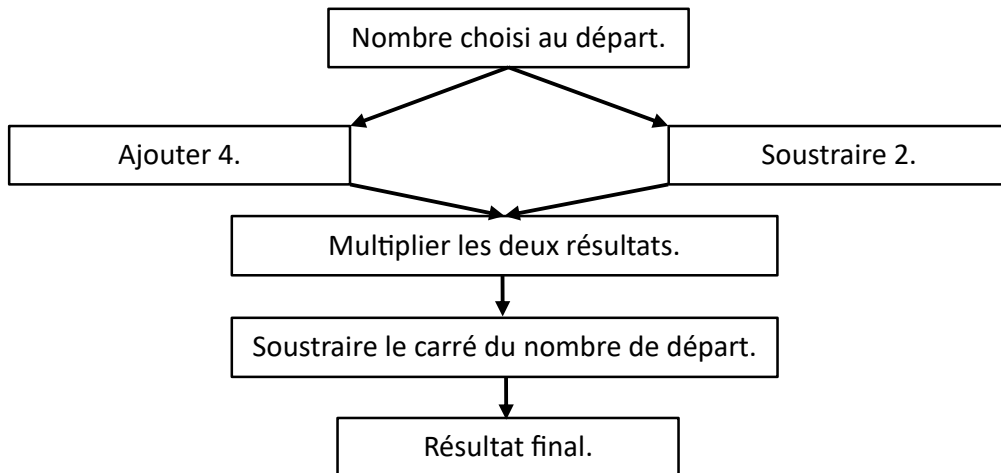 Nombre choisi au départ.
Ajouter 4.
Soustraire 2.
Multiplier les deux résultats.
Soustraire le carré du nombre de départ.
Résultat final.